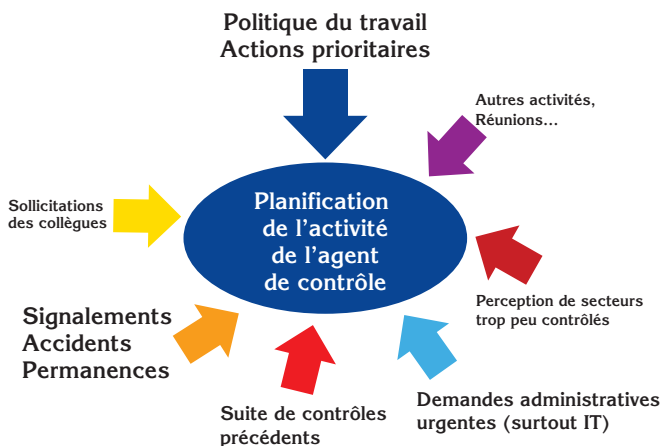 Politique du travail
Actions prioritaires
Autres activités,
Réunions...
Sollicitations
des collègues
Planification
de l'activité
de l'agent
de contrôle
Perception de secteurs
trop peu contrôlés
Signalements
Accidents
Permanences
Suite de contrôles
précédents
Demandes administratives
urgentes (surtout IT)